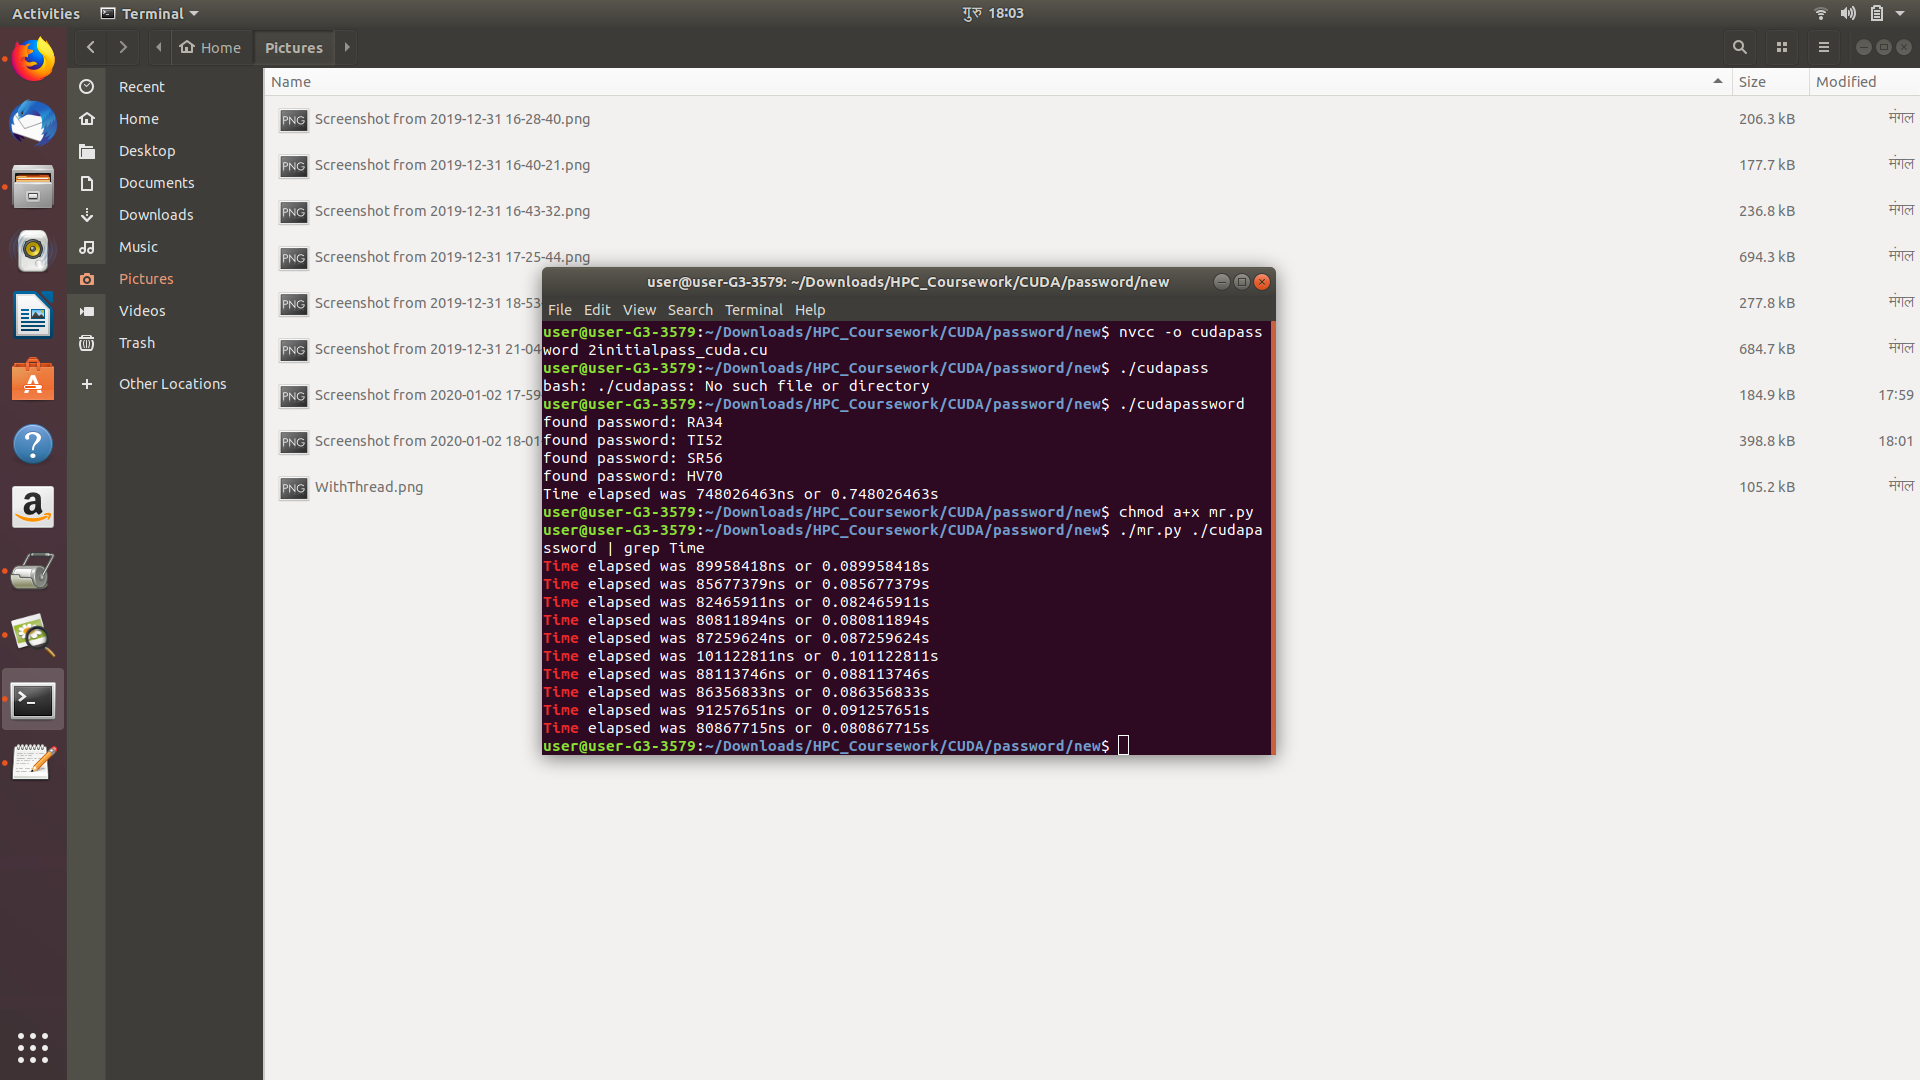 Activities
Terminal
गुरु 18:03
Home
Pictures
Recent
Home
Desktop
Documents
Downloads
Music
Pictures
Videos
Trash
Other Locations
Name
Size
Modified
PNG Screenshot from 2019-12-31 16-28-40.png 206.3 kB मंगल
PNG Screenshot from 2019-12-31 16-40-21.png 177.7 kB मंगल
PNG Screenshot from 2019-12-31 16-43-32.png 236.8 kB मंगल
PNG Screenshot from 2019-12-31 17-25-44.png 694.3 kB मंगल
PNG Screenshot from 2019-12-31 18-53- 277.8 kB मंगल
PNG Screenshot from 2019-12-31 21-04 684.7 kB मंगल
PNG Screenshot from 2020-01-02 17-59 184.9 kB 17:59
PNG Screenshot from 2020-01-02 18-01 398.8 kB 18:01
PNG WithThread.png 105.2 kB मंगल
user@user-G3-3579: ~/Downloads/HPC_Coursework/CUDA/password/new
File Edit View Search Terminal Help
user@user-G3-3579:~/Downloads/HPC_Coursework/CUDA/password/new$ nvcc -o cudapass
word 2initialpass_cuda.cu
user@user-G3-3579:~/Downloads/HPC_Coursework/CUDA/password/new$ ./cudapass
bash: ./cudapass: No such file or directory
user@user-G3-3579:~/Downloads/HPC_Coursework/CUDA/password/new$ ./cudapassword
found password: RA34
found password: TI52
found password: SR56
found password: HV70
Time elapsed was 748026463ns or 0.748026463s
user@user-G3-3579:~/Downloads/HPC_Coursework/CUDA/password/new$ chmod a+x mr.py
user@user-G3-3579:~/Downloads/HPC_Coursework/CUDA/password/new$ ./mr.py ./cudapa
ssword | grep Time
Time elapsed was 89958418ns or 0.089958418s
Time elapsed was 85677379ns or 0.085677379s
Time elapsed was 82465911ns or 0.082465911s
Time elapsed was 80811894ns or 0.080811894s
Time elapsed was 87259624ns or 0.087259624s
Time elapsed was 101122811ns or 0.101122811s
Time elapsed was 88113746ns or 0.088113746s
Time elapsed was 86356833ns or 0.086356833s
Time elapsed was 91257651ns or 0.091257651s
Time elapsed was 80867715ns or 0.080867715s
user@user-G3-3579:~/Downloads/HPC_Coursework/CUDA/password/new$